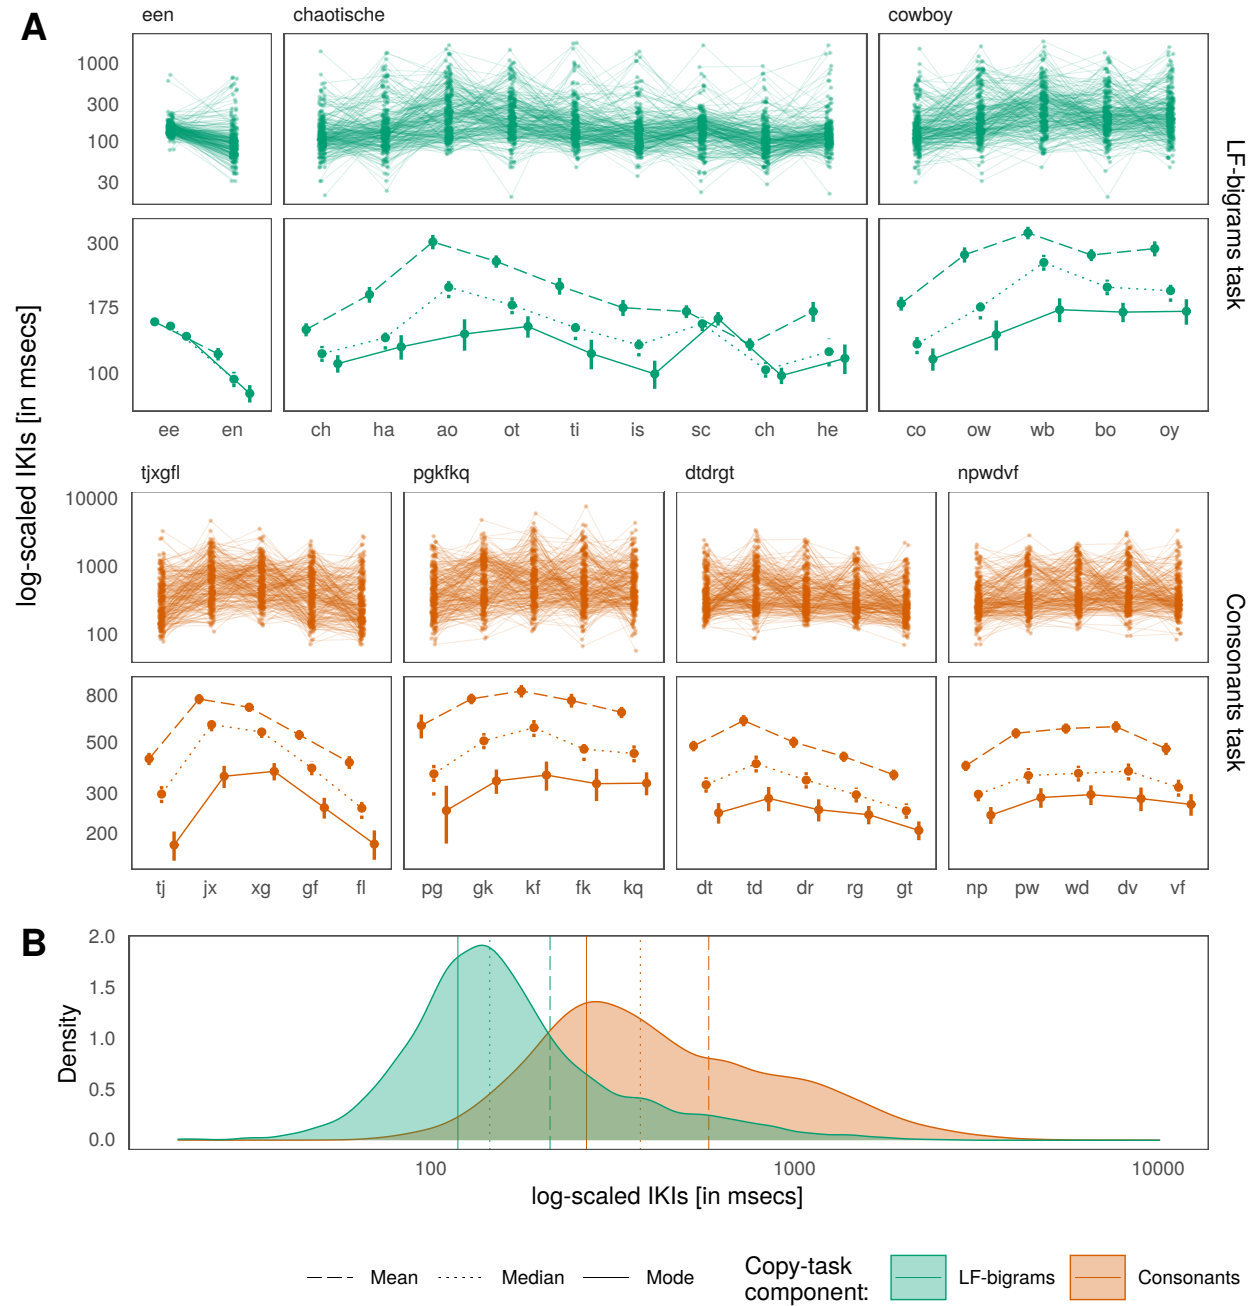 A
een
chaotische
cowboy
1000
300
100
30
300
175
100
ee en
ch ha ao ot ti is sc ch he
co ow wb bo oy
LF-bigrams task
log-scaled IKIs [in msecs]
tjxgfl
pgkfkq
dtdrgt
npwdvf
10000
1000
100
800
500
300
200
tj jx xg gf fl
pg gk kf fk kq
dt td dr rg gt
np pw wd dv vf
Consonants task
B
2.0
1.5
1.0
0.5
0.0
Density
100 1000 10000
log-scaled IKIs [in msecs]
Mean Median Mode
Copy-task
component:
LF-bigrams Consonants